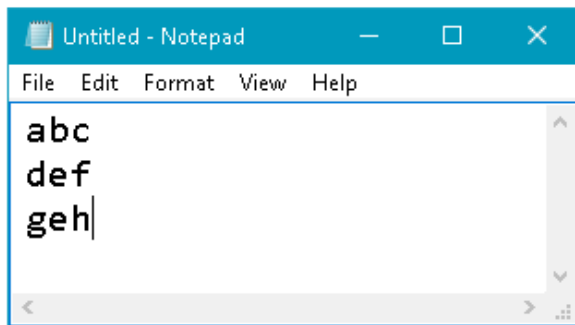 Untitled - Notepad
File Edit Format View Help
abc
def
geh